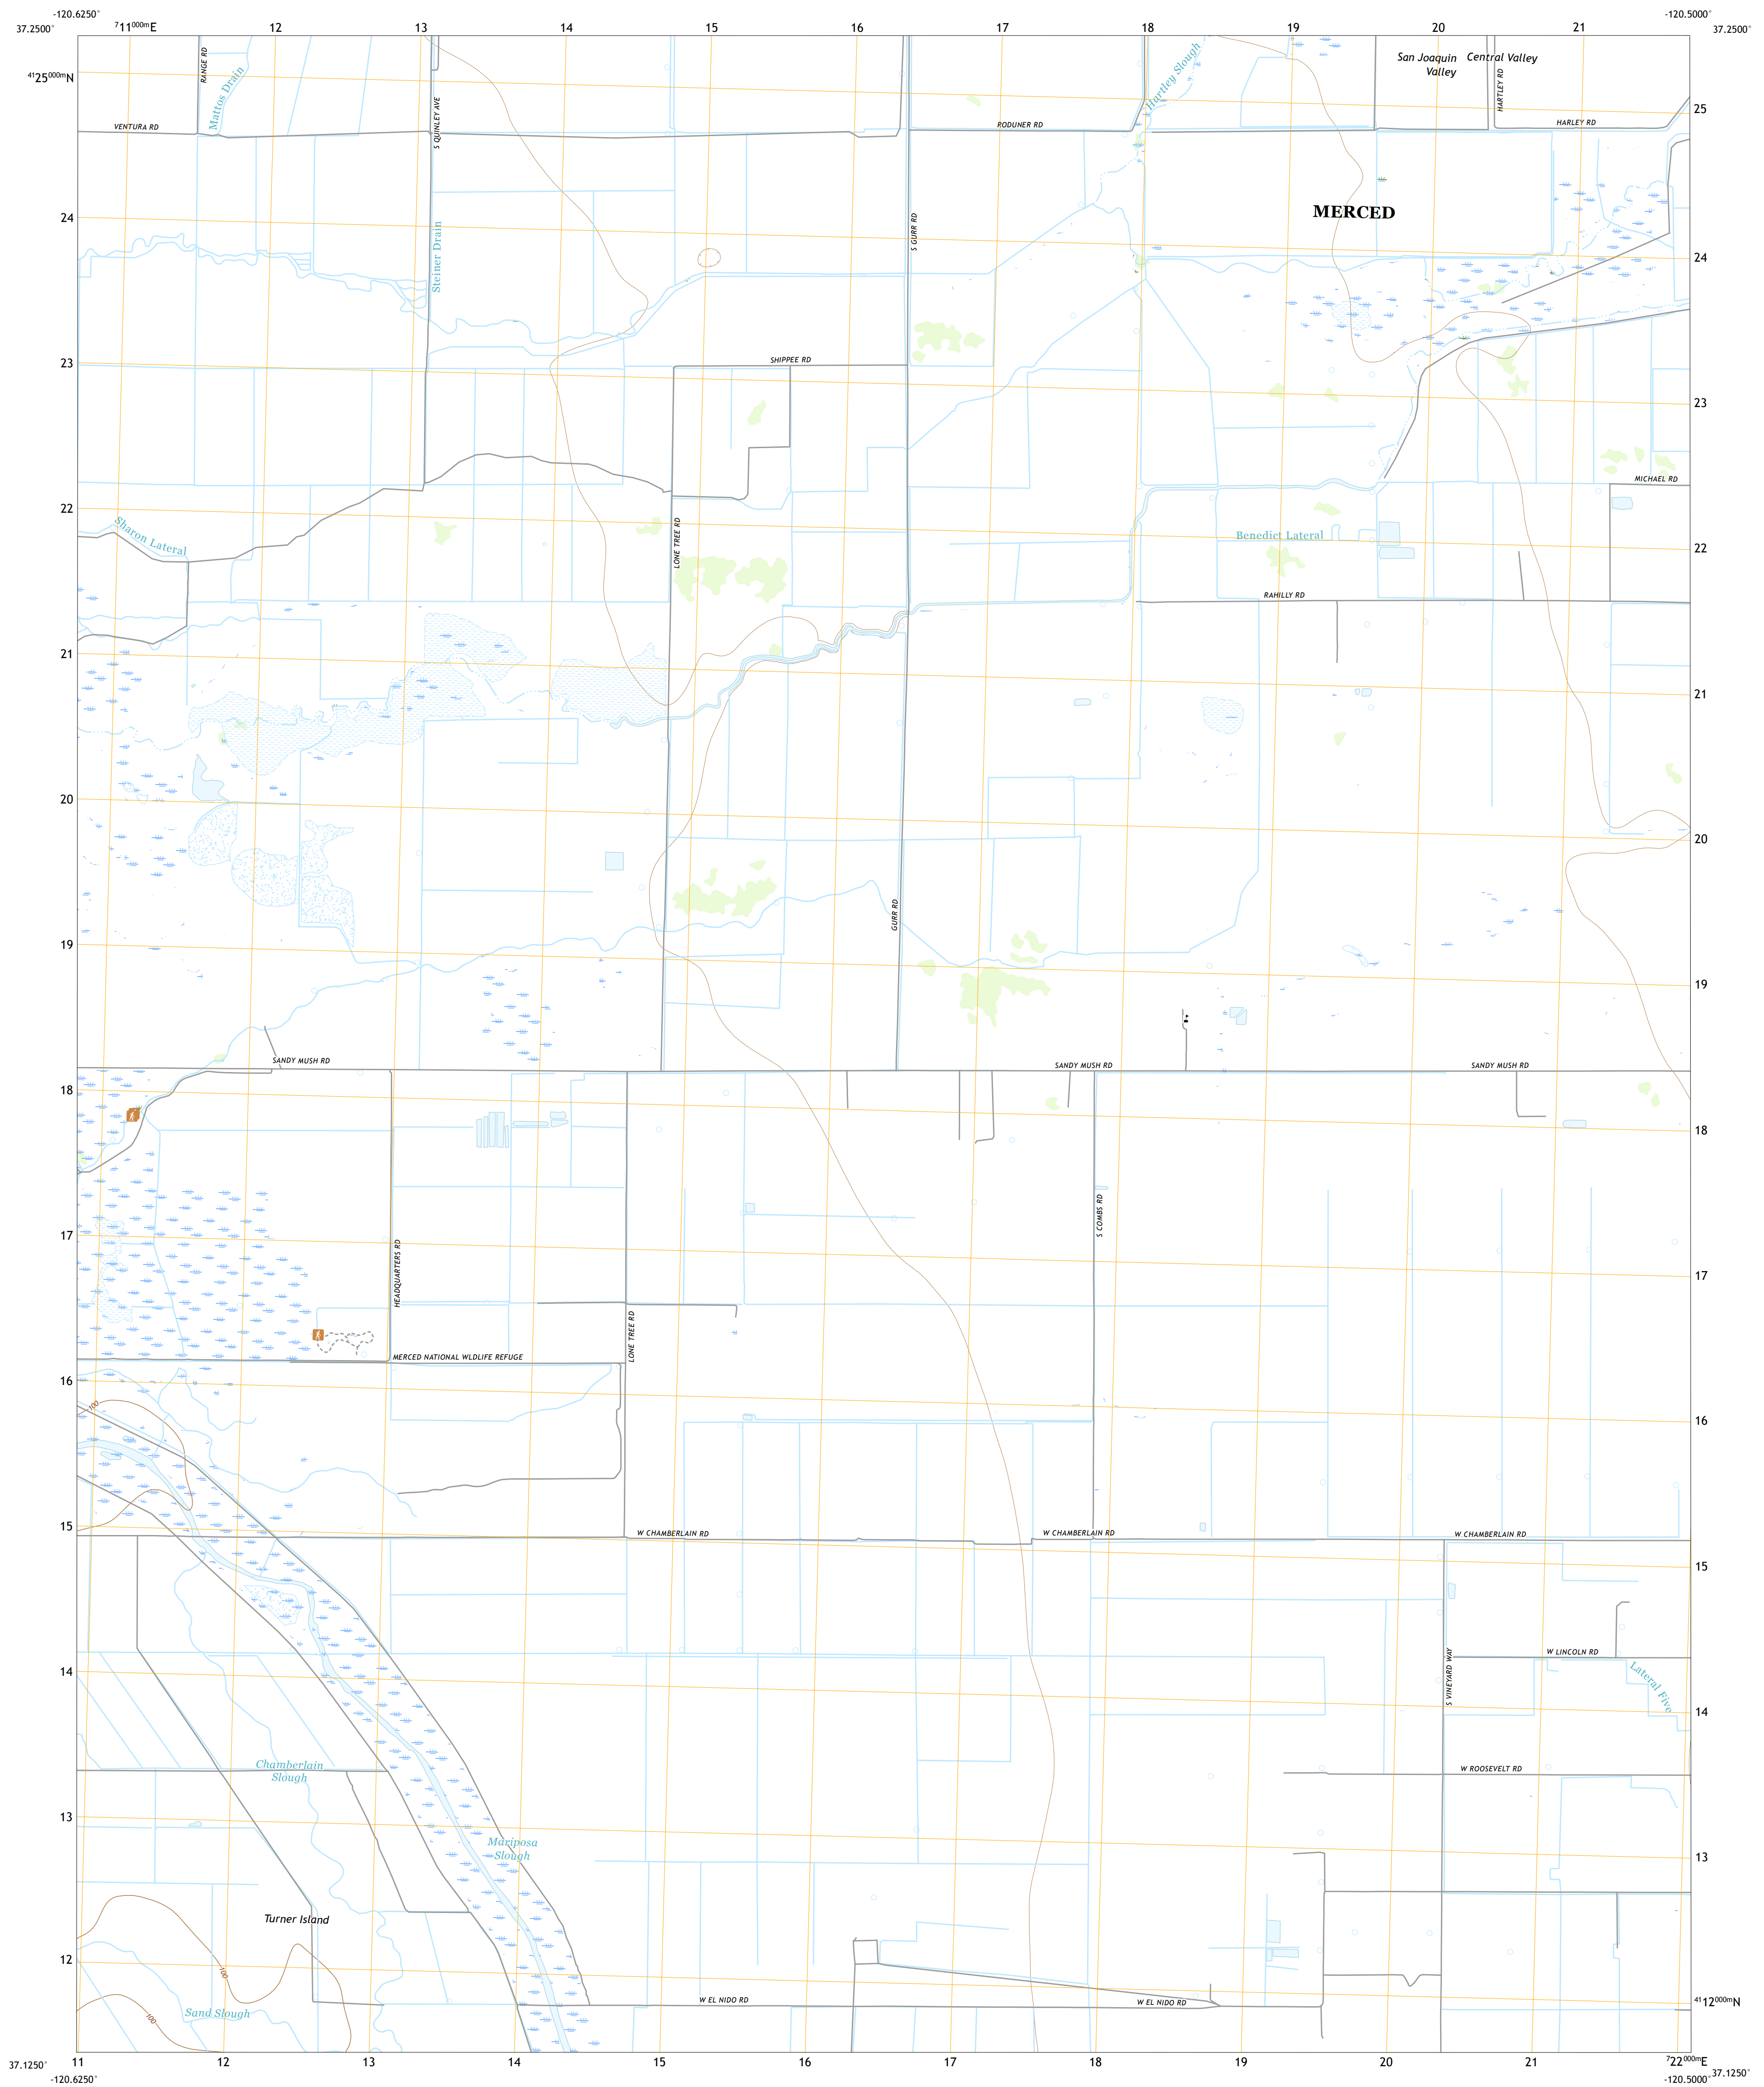 -120.6250° -120.5000°
37.2500° ⁷11⁰⁰⁰ᵐE 12 13 14 15 16 17 18 19 20 21 37.2500°
San Joaquin Valley
Central Valley
RANGE RD
Mattos Drain
Hartley Slough
HARTLEY RD
⁴¹25⁰⁰⁰ᵐN
S QUINLEY AVE
25
VENTURA RD
RODUNER RD
HARLEY RD
24
MERCED
S GURR RD
Steiner Drain
24
23
SHIPPEE RD
23
MICHAEL RD
22
Sharon Lateral
LONE TREE RD
Benedict Lateral
22
RAHILLY RD
21
21
20
20
GURR RD
19
19
SANDY MUSH RD
SANDY MUSH RD
SANDY MUSH RD
18
18
S COMBS RD
17
HEADQUARTERS RD
17
LONE TREE RD
MERCED NATIONAL WLDLIFE REFUGE
16
100
16
15
W CHAMBERLAIN RD
W CHAMBERLAIN RD
W CHAMBERLAIN RD
15
W LINCOLN RD
14
S VINEYARD WAY
Lateral Five
14
Chamberlain
Slough
W ROOSEVELT RD
13
Mariposa
Slough
13
Turner Island
12
100
W EL NIDO RD
W EL NIDO RD
⁴¹12⁰⁰⁰ᵐN
Sand Slough
100
37.1250° 11 12 13 14 15 16 17 18 19 20 21 ⁷22⁰⁰⁰ᵐE 37.1250°
-120.6250° -120.5000°